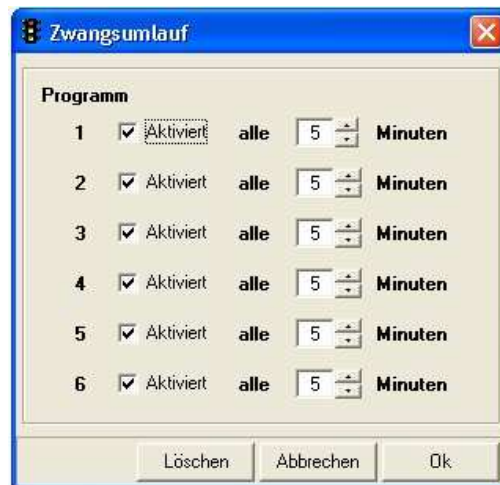 Zwangsumlauf
Programm
1 Aktiviert alle 5 Minuten
2 Aktiviert alle 5 Minuten
3 Aktiviert alle 5 Minuten
4 Aktiviert alle 5 Minuten
5 Aktiviert alle 5 Minuten
6 Aktiviert alle 5 Minuten
Löschen Abbrechen Ok